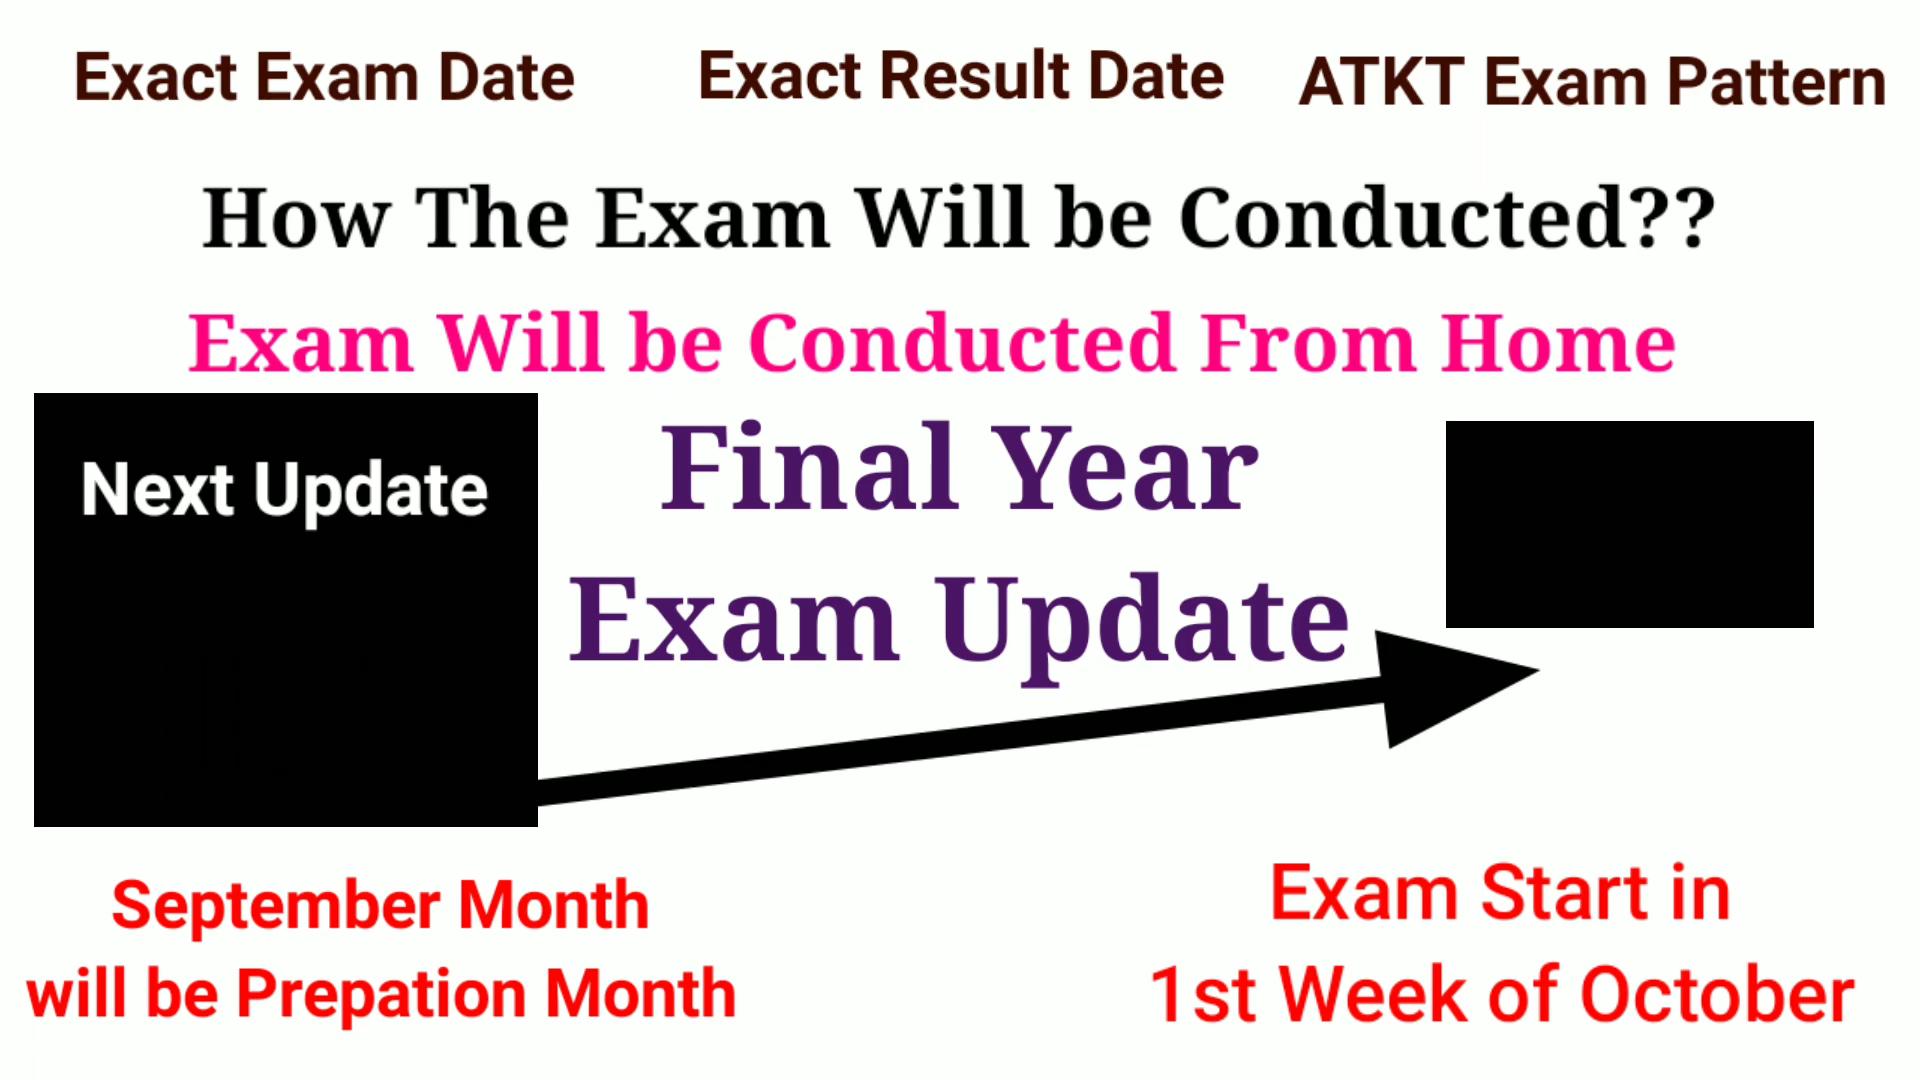 Exact Exam Date
Exact Result Date
ATKT Exam Pattern
How The Exam Will be Conducted??
Exam Will be Conducted From Home
Next Update
Final Year
Exam Update
September Month
will be Prepation Month
Exam Start in
1st Week of October